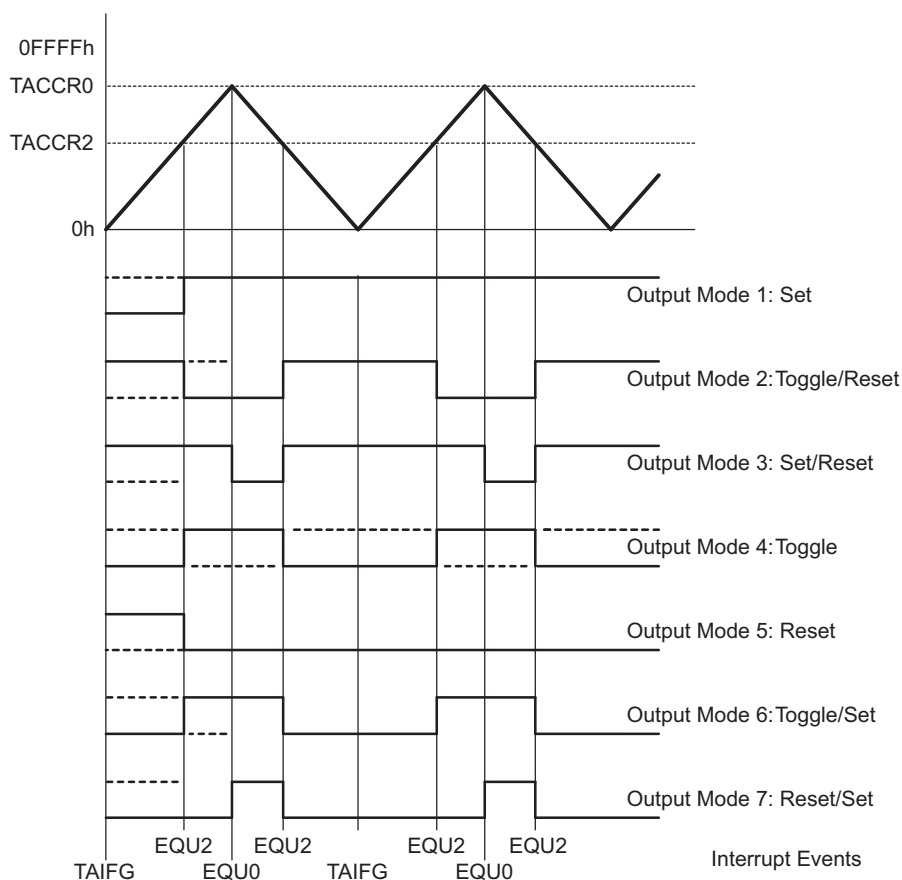 0FFFFh
TACCR0
TACCR2
0h
Output Mode 1: Set
Output Mode 2:Toggle/Reset
Output Mode 3: Set/Reset
Output Mode 4:Toggle
Output Mode 5: Reset
Output Mode 6:Toggle/Set
Output Mode 7: Reset/Set
EQU2 EQU2 EQU2 EQU2
TAIFG EQU0 TAIFG EQU0
Interrupt Events